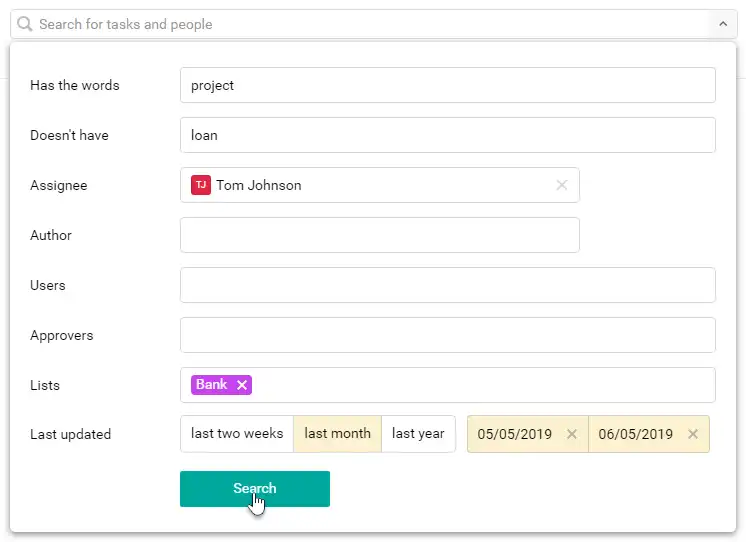 Search for tasks and people
Has the words project
Doesn't have loan
Assignee TJ Tom Johnson
Author
Users
Approvers
Lists Bank
Last updated last two weeks last month last year 05/05/2019 06/05/2019
Search